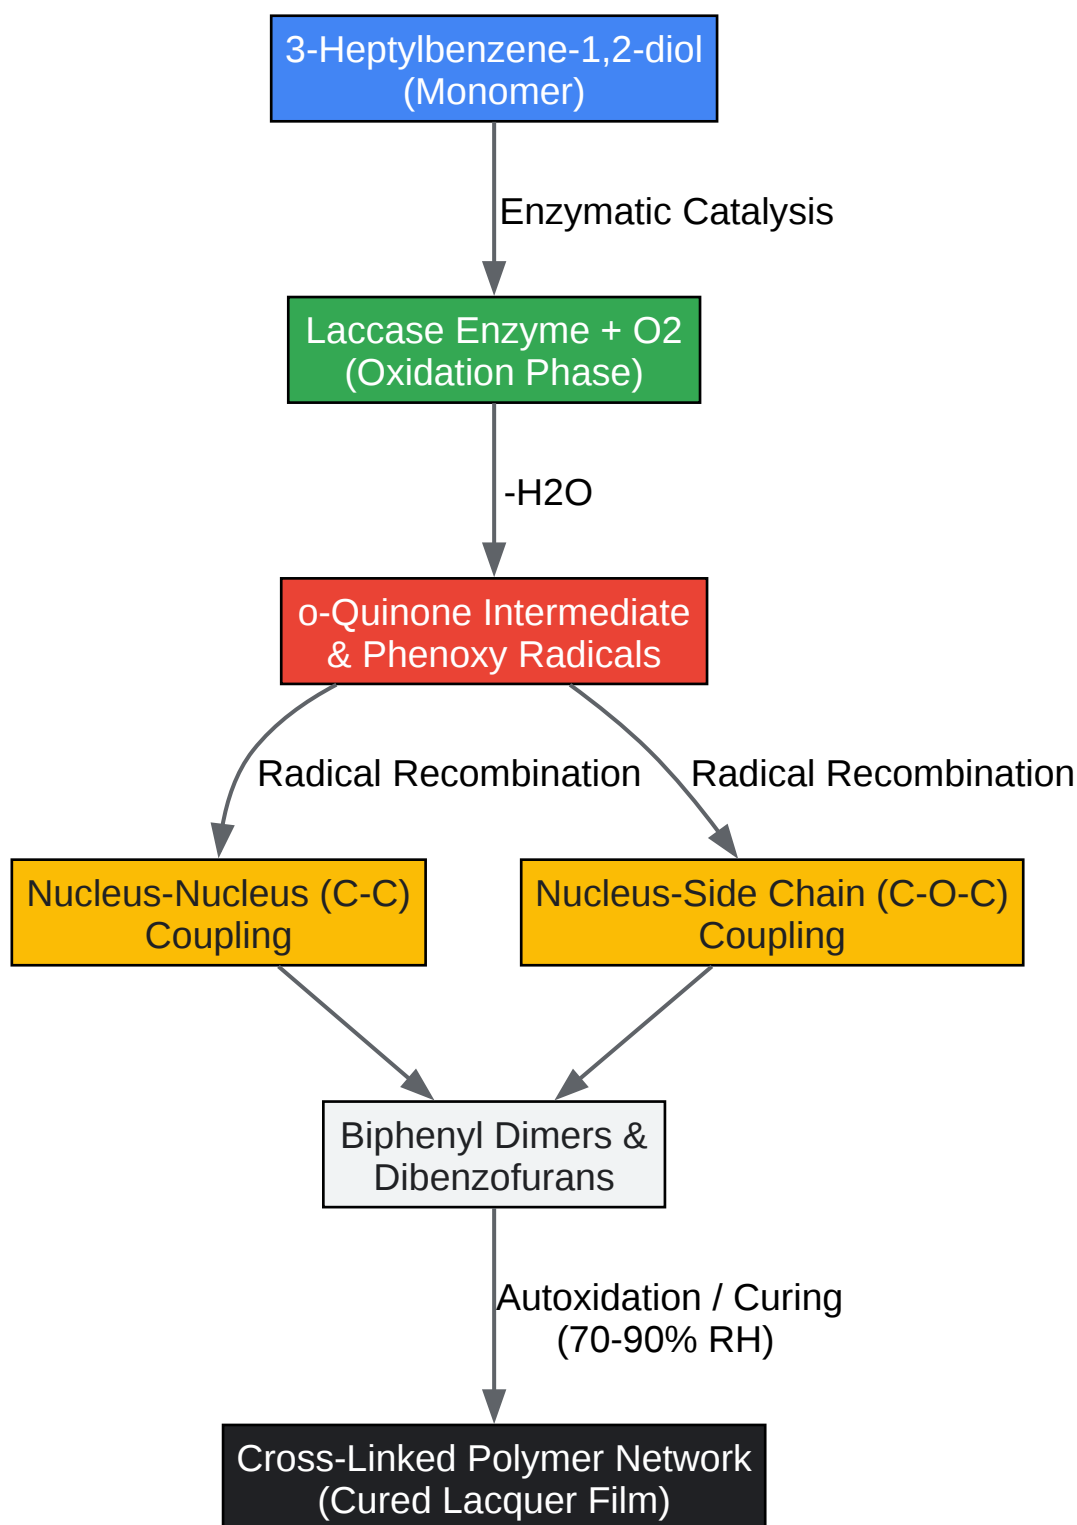 3-Heptylbenzene-1,2-diol
(Monomer)
Enzymatic Catalysis
Laccase Enzyme + O2
(Oxidation Phase)
-H2O
o-Quinone Intermediate
& Phenoxy Radicals
Radical Recombination
Radical Recombination
Nucleus-Nucleus (C-C)
Coupling
Nucleus-Side Chain (C-O-C)
Coupling
Biphenyl Dimers &
Dibenzofurans
Autoxidation / Curing
(70-90% RH)
Cross-Linked Polymer Network
(Cured Lacquer Film)